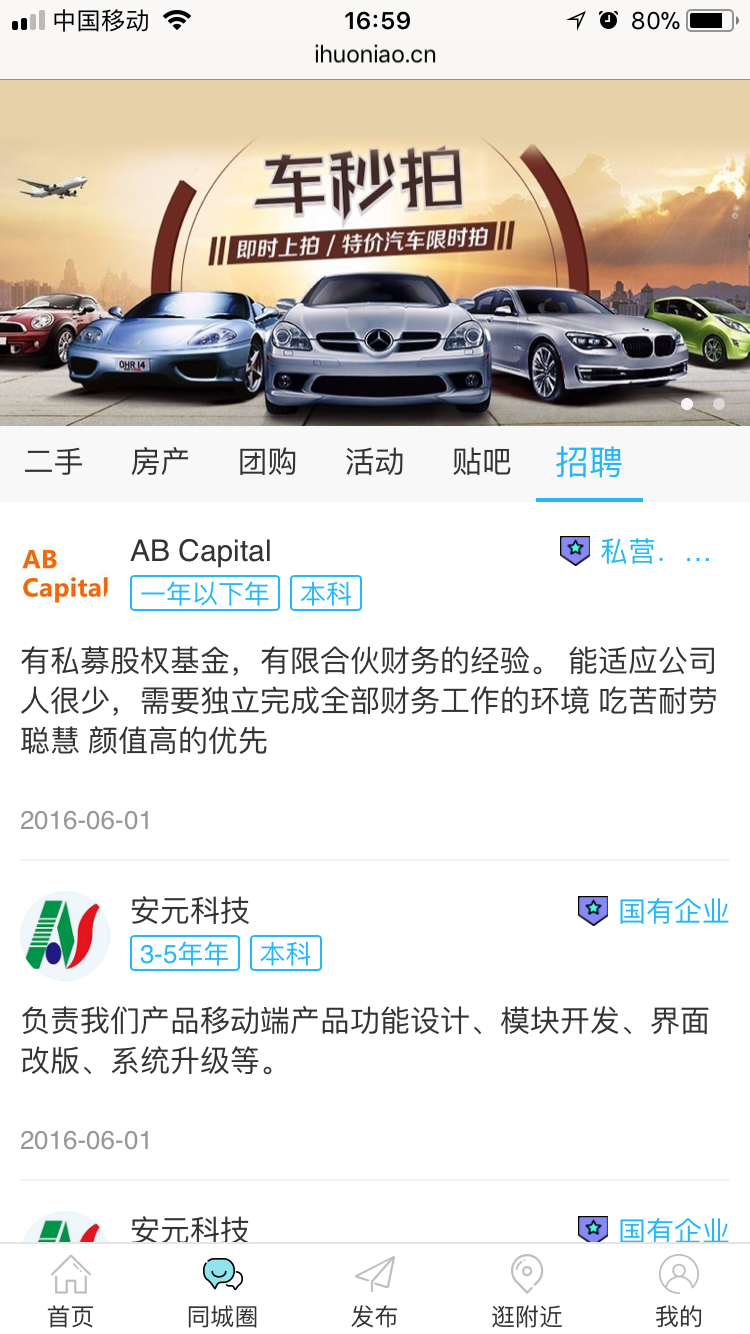 中国移动 16:59 80%
ihuoniao.cn
车秒拍
即时上拍 / 特价汽车限时拍
OHR 14
二手 房产 团购 活动 贴吧 招聘
AB Capital
AB Capital 私营. …
一年以下年 本科
有私募股权基金，有限合伙财务的经验。 能适应公司
人很少，需要独立完成全部财务工作的环境 吃苦耐劳
聪慧 颜值高的优先
2016-06-01
安元科技 国有企业
3-5年年 本科
负责我们产品移动端产品功能设计、模块开发、界面
改版、系统升级等。
2016-06-01
安元科技 国有企业
首页 同城圈 发布 逛附近 我的